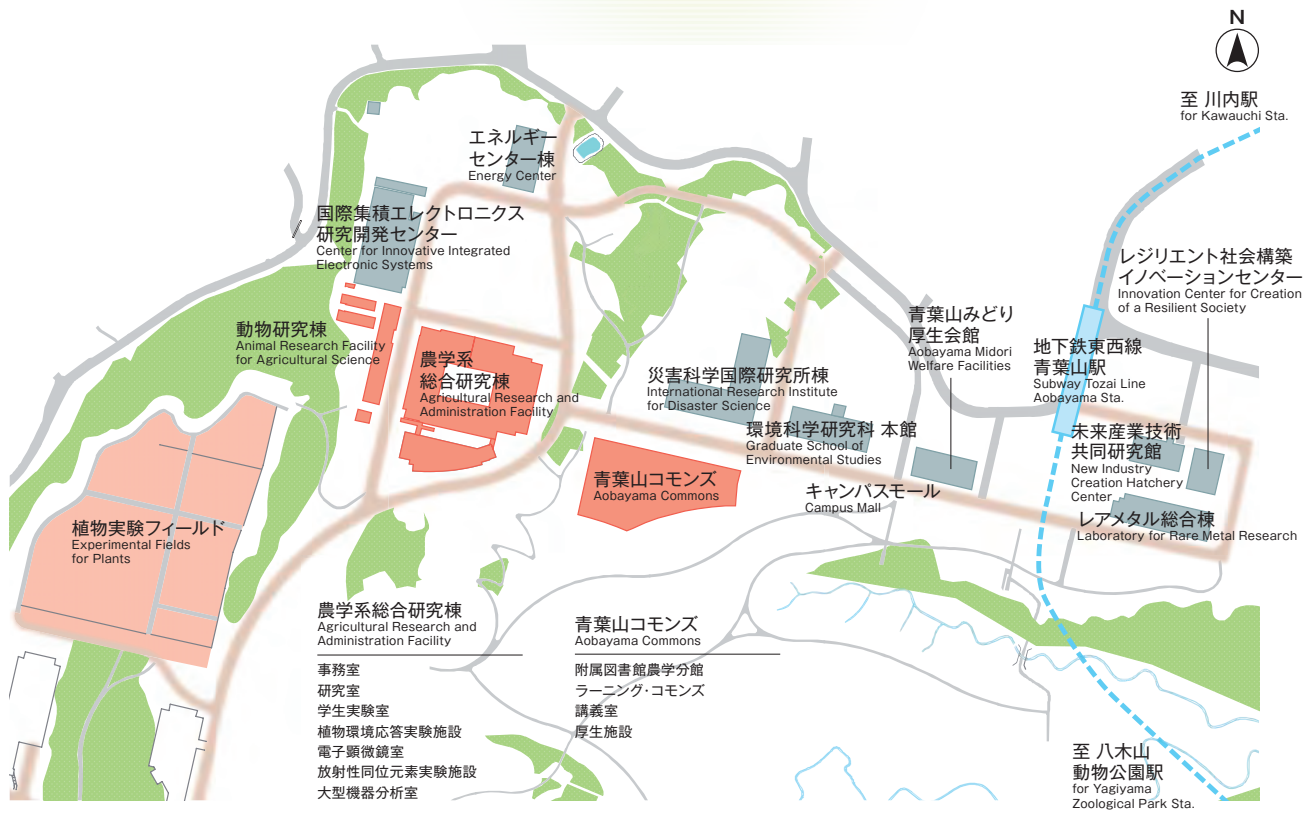 N
至 川内駅
for Kawauchi Sta.
エネルギー
センター棟
Energy Center
国際集積エレクトロニクス
研究開発センター
Center for Innovative Integrated
Electronic Systems
レジリエント社会構築
イノベーションセンター
Innovation Center for Creation
of a Resilient Society
動物研究棟
Animal Research Facility
for Agricultural Science
農学系
総合研究棟
Agricultural Research and
Administration Facility
災害科学国際研究所棟
International Research Institute
for Disaster Science
青葉山みどり
厚生会館
Aobayama Midori
Welfare Facilities
地下鉄東西線
青葉山駅
Subway Tozai Line
Aobayama Sta.
環境科学研究科 本館
Graduate School of
Environmental Studies
未来産業技術
共同研究館
New Industry
Creation Hatchery
Center
青葉山コモンズ
Aobayama Commons
キャンパスモール
Campus Mall
レアメタル総合棟
Laboratory for Rare Metal Research
植物実験フィールド
Experimental Fields
for Plants
農学系総合研究棟
Agricultural Research and
Administration Facility
事務室
研究室
学生実験室
植物環境応答実験施設
電子顕微鏡室
放射性同位元素実験施設
大型機器分析室
青葉山コモンズ
Aobayama Commons
附属図書館農学分館
ラーニング・コモンズ
講義室
厚生施設
至 八木山
動物公園駅
for Yagiyama
Zoological Park Sta.